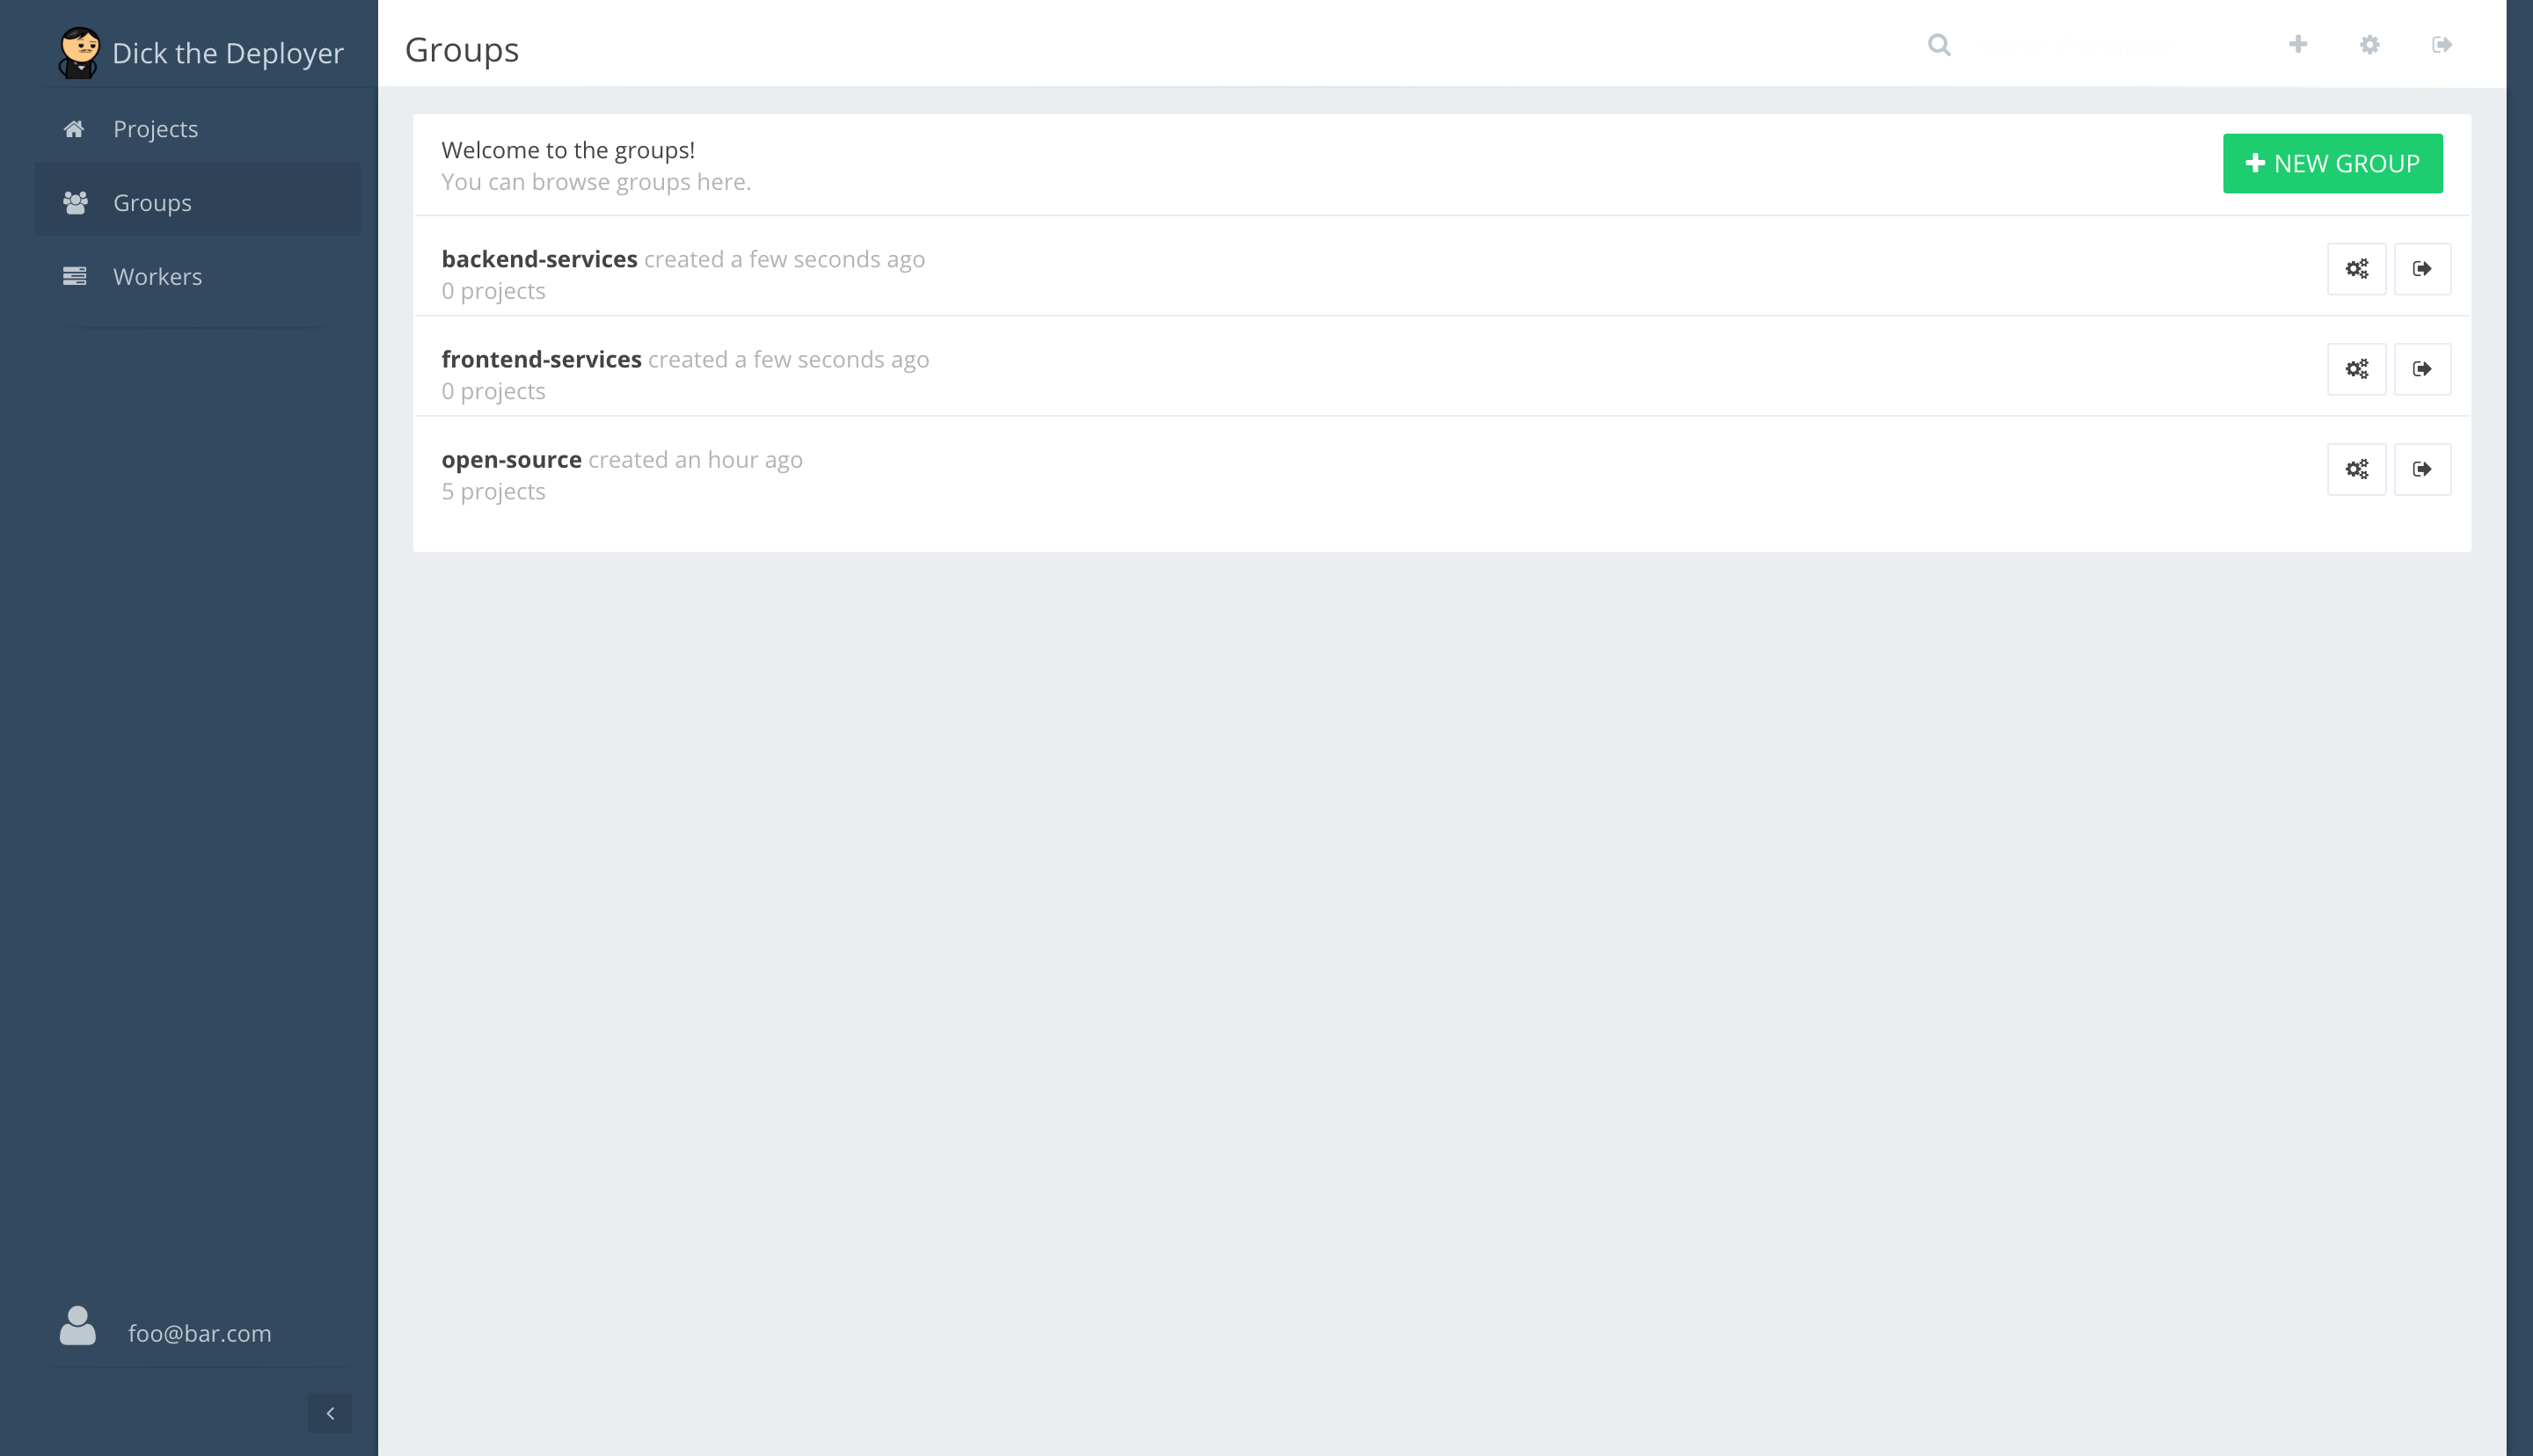 Dick the Deployer
Projects
Groups
Workers
foo@bar.com
Groups
Welcome to the groups!
You can browse groups here.
NEW GROUP
backend-services created a few seconds ago
0 projects
frontend-services created a few seconds ago
0 projects
open-source created an hour ago
5 projects